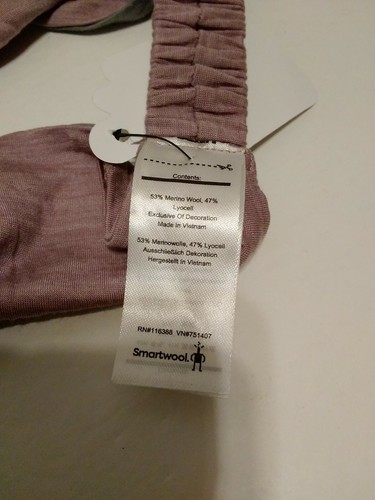 Contents:
53% Merino Wool, 47%
Lyocell
Exclusive Of Decoration
Made In Vietnam
53% Merinowolle, 47% Lyocell
Ausschließlich Dekoration
Hergestellt In Vietnam
RN#116388 VN#751407
Smartwool.